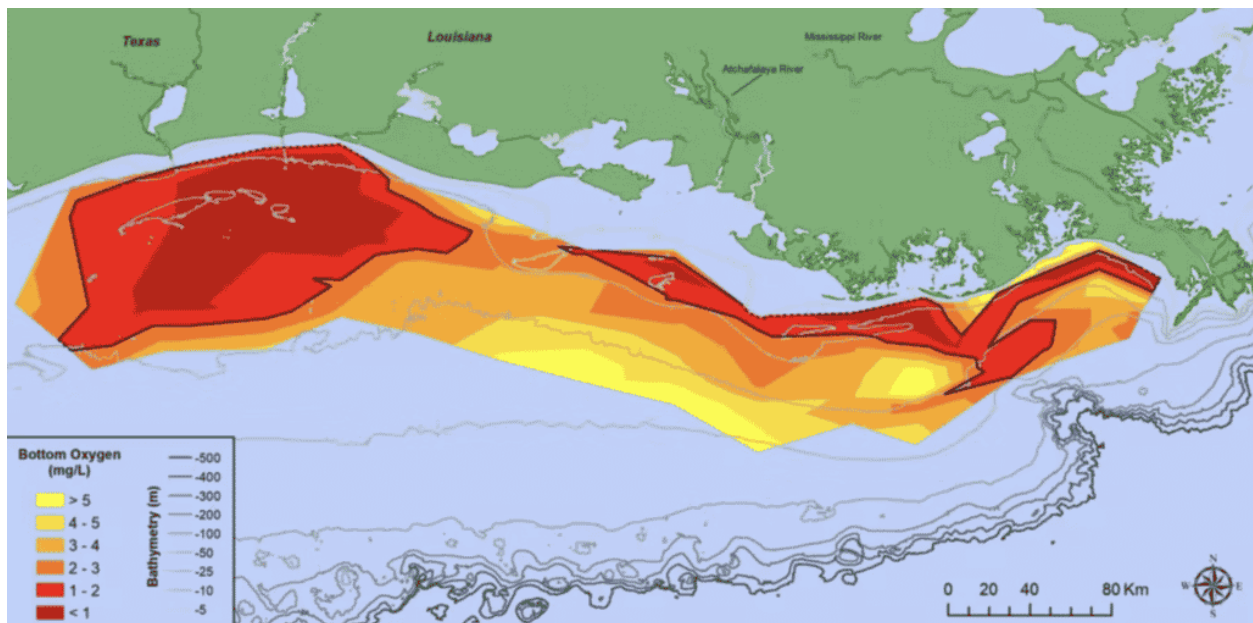 Texas
Louisiana
Mississippi River
Atchafalaya River
Bottom Oxygen
(mg/L)
> 5
4 - 5
3 - 4
2 - 3
1 - 2
< 1
Bathymetry (m)
-500
-400
-300
-200
-100
-50
-25
-10
-5
0 20 40 80 Km
N
W E
S